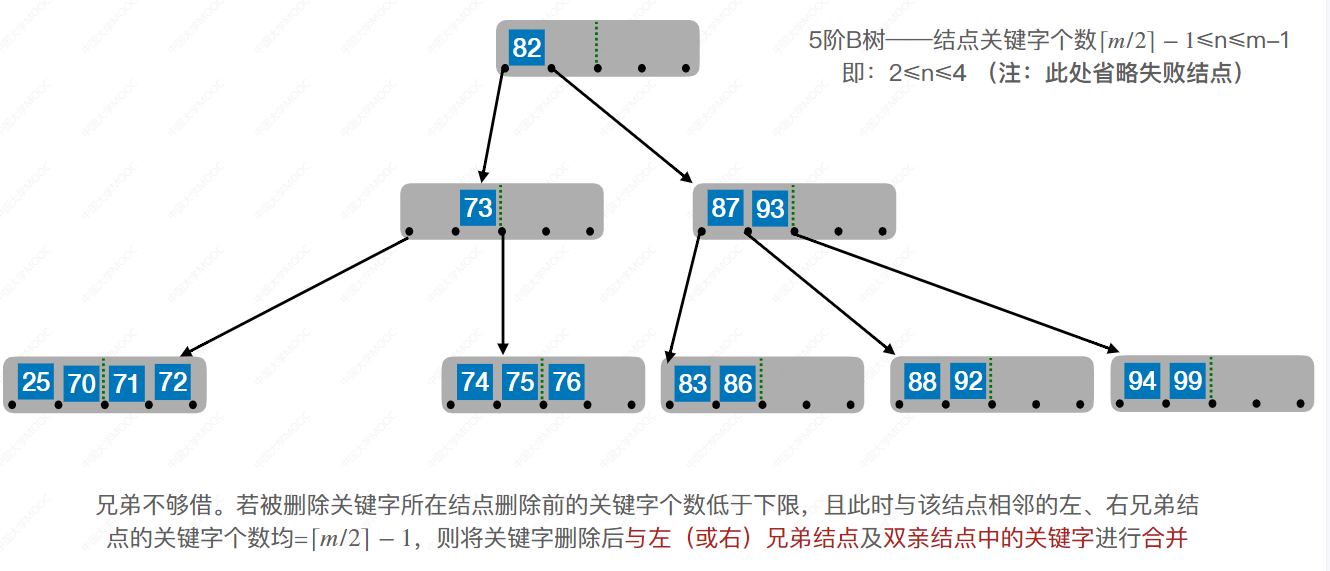 82
5阶B树——结点关键字个数⌈m/2⌉ − 1≤n≤m–1
即：2≤n≤4 （注：此处省略失败结点）
73
87 93
25 70 71 72
74 75 76
83 86
88 92
94 99
兄弟不够借。若被删除关键字所在结点删除前的关键字个数低于下限，且此时与该结点相邻的左、右兄弟结
点的关键字个数均=⌈m/2⌉ − 1，则将关键字删除后与左（或右）兄弟结点及双亲结点中的关键字进行合并